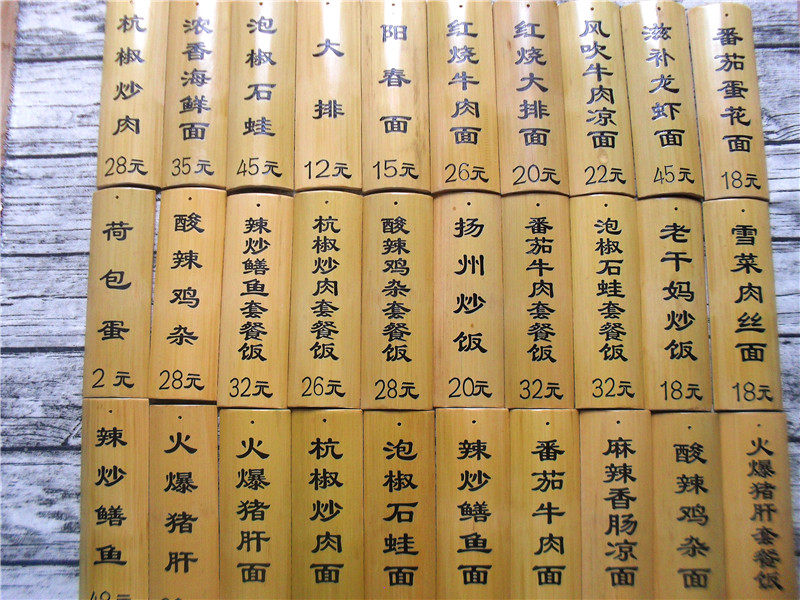 杭椒炒肉
28元
浓香海鲜面
35元
泡椒石蛙
45元
大排
12元
阳春面
15元
红烧牛肉面
26元
红烧大排面
20元
风吹牛肉凉面
22元
滋补龙虾面
45元
番茄蛋花面
18元
荷包蛋
2元
酸辣鸡杂
28元
辣炒鳝鱼套餐饭
32元
杭椒炒肉套餐饭
26元
酸辣鸡杂套餐饭
28元
扬州炒饭
20元
番茄牛肉套餐饭
32元
泡椒石蛙套餐饭
32元
老干妈炒饭
18元
雪菜肉丝面
18元
辣炒鳝鱼
火爆猪肝
火爆猪肝面
杭椒炒肉面
泡椒石蛙面
辣炒鳝鱼面
番茄牛肉面
麻辣香肠凉面
酸辣鸡杂面
火爆猪肝套餐饭